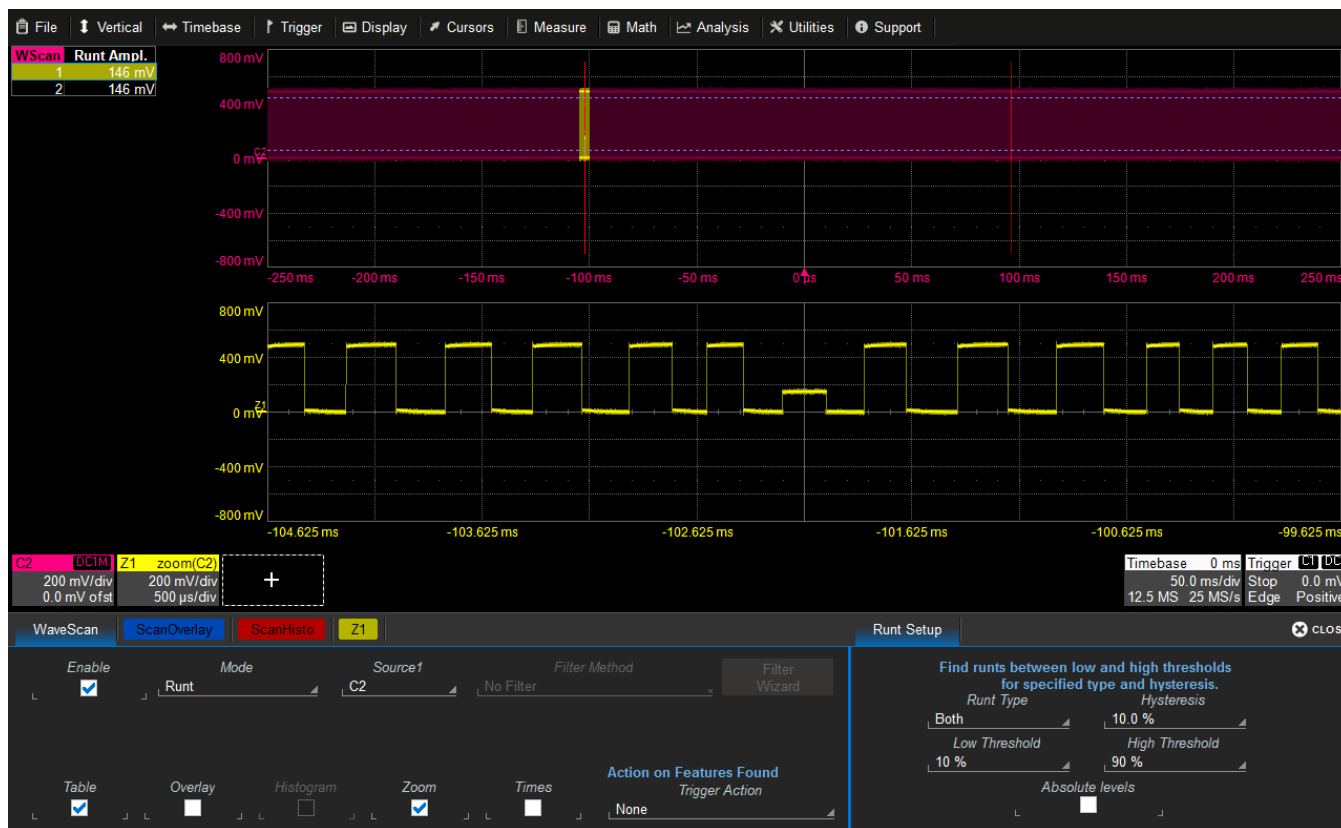 File Vertical Timebase Trigger Display Cursors Measure Math Analysis Utilities Support
WScan Runt Ampl.
1 146 mV
2 146 mV
800 mV
400 mV
C2
0 mV
-400 mV
-800 mV
-250 ms -200 ms -150 ms -100 ms -50 ms 0 ps 50 ms 100 ms 150 ms 200 ms 250 ms
800 mV
400 mV
0 mV Z1
-400 mV
-800 mV
-104.625 ms -103.625 ms -102.625 ms -101.625 ms -100.625 ms -99.625 ms
C2 DC1M Z1 zoom(C2) Timebase 0 ms Trigger C1 DC
200 mV/div 200 mV/div + 50.0 ms/div Stop 0.0 mV
0.0 mV ofst 500 µs/div 12.5 MS 25 MS/s Edge Positive
WaveScan ScanOverlay ScanHisto Z1 Runt Setup CLOS
Enable Mode Source1 Filter Method Filter Wizard
Runt C2 No Filter
Find runts between low and high thresholds
for specified type and hysteresis.
Runt Type Hysteresis
Both 10.0 %
Low Threshold High Threshold
10 % 90 %
Absolute levels
Action on Features Found
Table Overlay Histogram Zoom Times Trigger Action
None